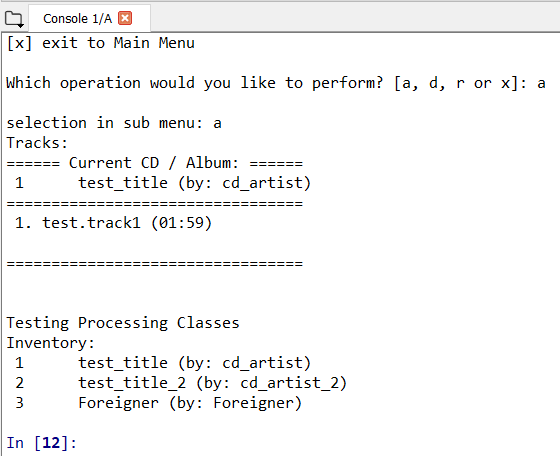 Console 1/A
[x] exit to Main Menu
Which operation would you like to perform? [a, d, r or x]: a
selection in sub menu: a
Tracks:
====== Current CD / Album: ======
1 test_title (by: cd_artist)
=================================
1. test.track1 (01:59)
=================================
Testing Processing Classes
Inventory:
1 test_title (by: cd_artist)
2 test_title_2 (by: cd_artist_2)
3 Foreigner (by: Foreigner)
In [12]: